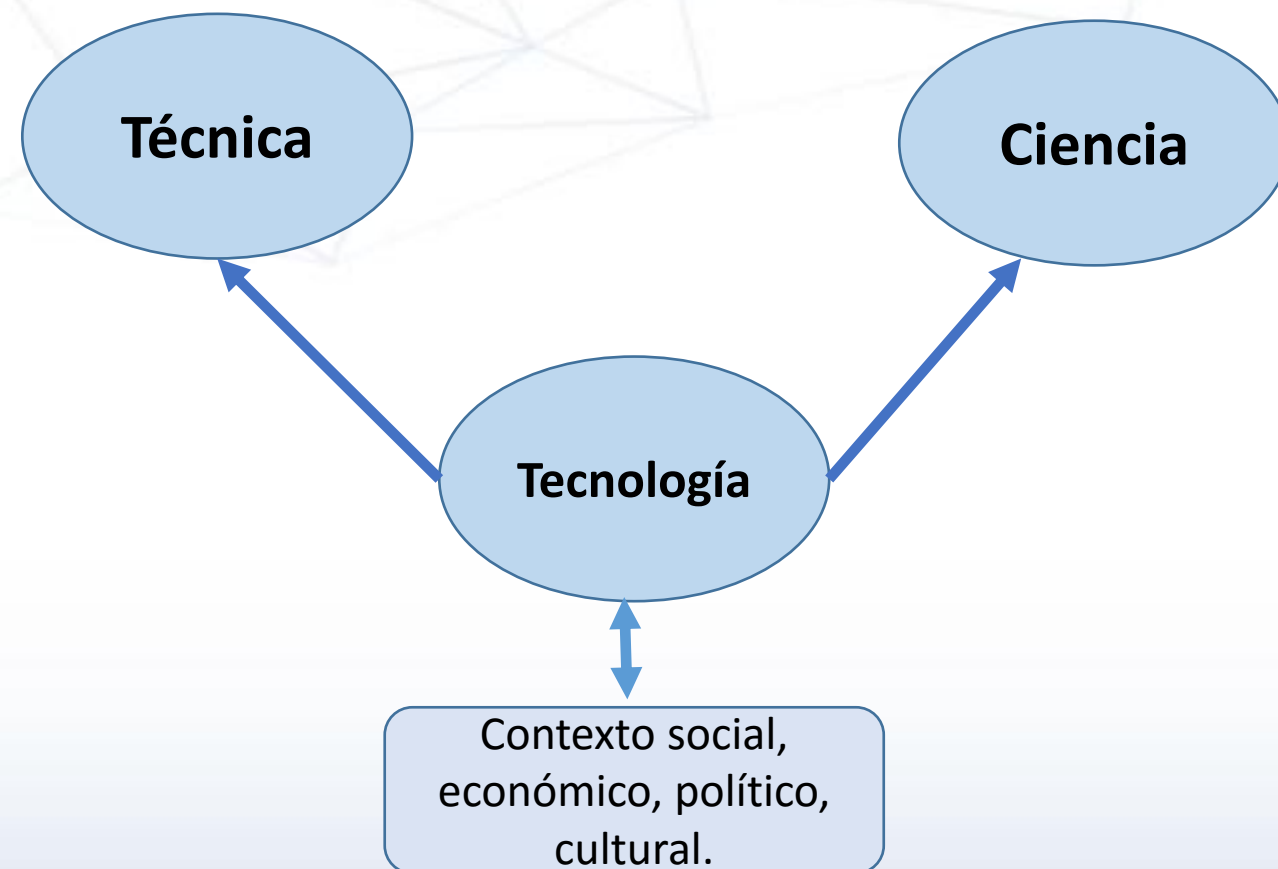 Técnica
Ciencia
Tecnología
Contexto social,
económico, político,
cultural.